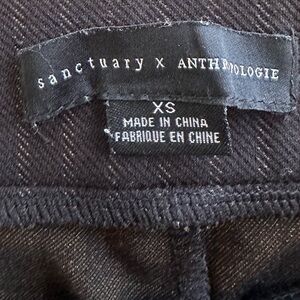 sanctuary x ANTHROPOLOGIE
XS
MADE IN CHINA
FABRIQUE EN CHINE